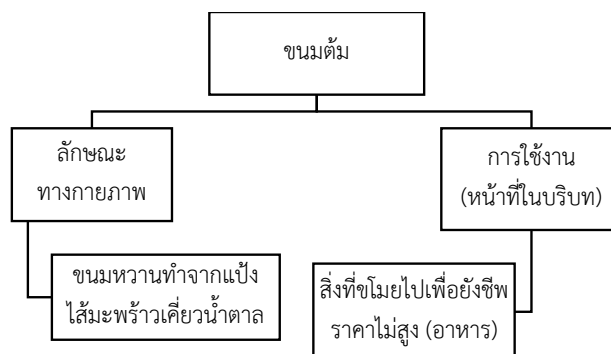 ขนมต้ม
ลักษณะ
ทางกายภาพ
การใช้งาน
(หน้าที่ในบริบท)
ขนมหวานทำจากแป้ง
ไส้มะพร้าวเคี่ยวน้ำตาล
สิ่งที่ขโมยไปเพื่อยังชีพ
ราคาไม่สูง (อาหาร)